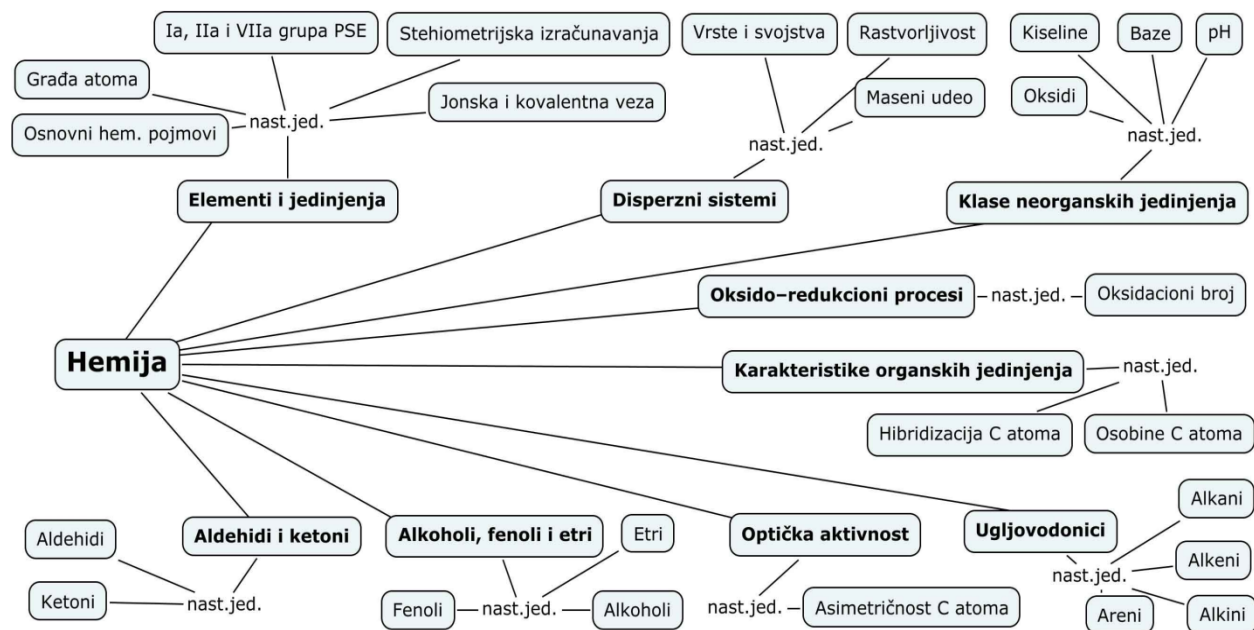 Ia, IIa i VIIa grupa PSE
Stehiometrijska izračunavanja
Vrste i svojstva
Rastvorljivost
Kiseline
Baze
pH
Građa atoma
Jonska i kovalentna veza
Maseni udeo
Oksidi
Osnovni hem. pojmovi
nast.jed.
nast.jed.
nast.jed.
Elementi i jedinjenja
Disperzni sistemi
Klase neorganskih jedinjenja
Oksido–redukcioni procesi
nast.jed.
Oksidacioni broj
Hemija
Karakteristike organskih jedinjenja
nast.jed.
Hibridizacija C atoma
Osobine C atoma
Aldehidi
Aldehidi i ketoni
Ketoni
nast.jed.
Alkoholi, fenoli i etri
Etri
Fenoli
nast.jed.
Alkoholi
Optička aktivnost
nast.jed.
Asimetričnost C atoma
Ugljovodonici
Alkani
nast.jed.
Alkeni
Areni
Alkini